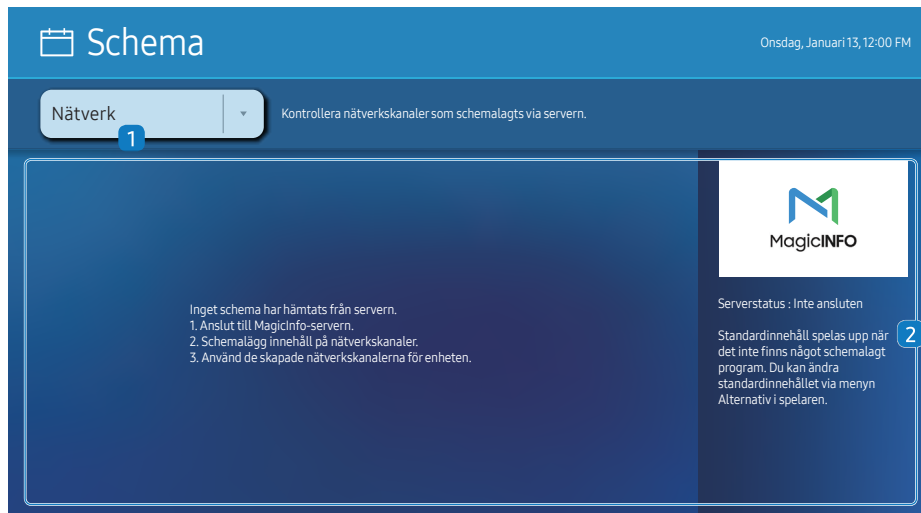 Schema
Onsdag, Januari 13, 12:00 FM
Nätverk
1
Kontrollera nätverkskanaler som schemalagts via servern.
Inget schema har hämtats från servern.
1. Anslut till MagicInfo-servern.
2. Schemalägg innehåll på nätverkskanaler.
3. Använd de skapade nätverkskanalerna för enheten.
MagicINFO
Serverstatus : Inte ansluten
Standardinnehåll spelas upp när
det inte finns något schemalagt
program. Du kan ändra
standardinnehållet via menyn
Alternativ i spelaren.
2